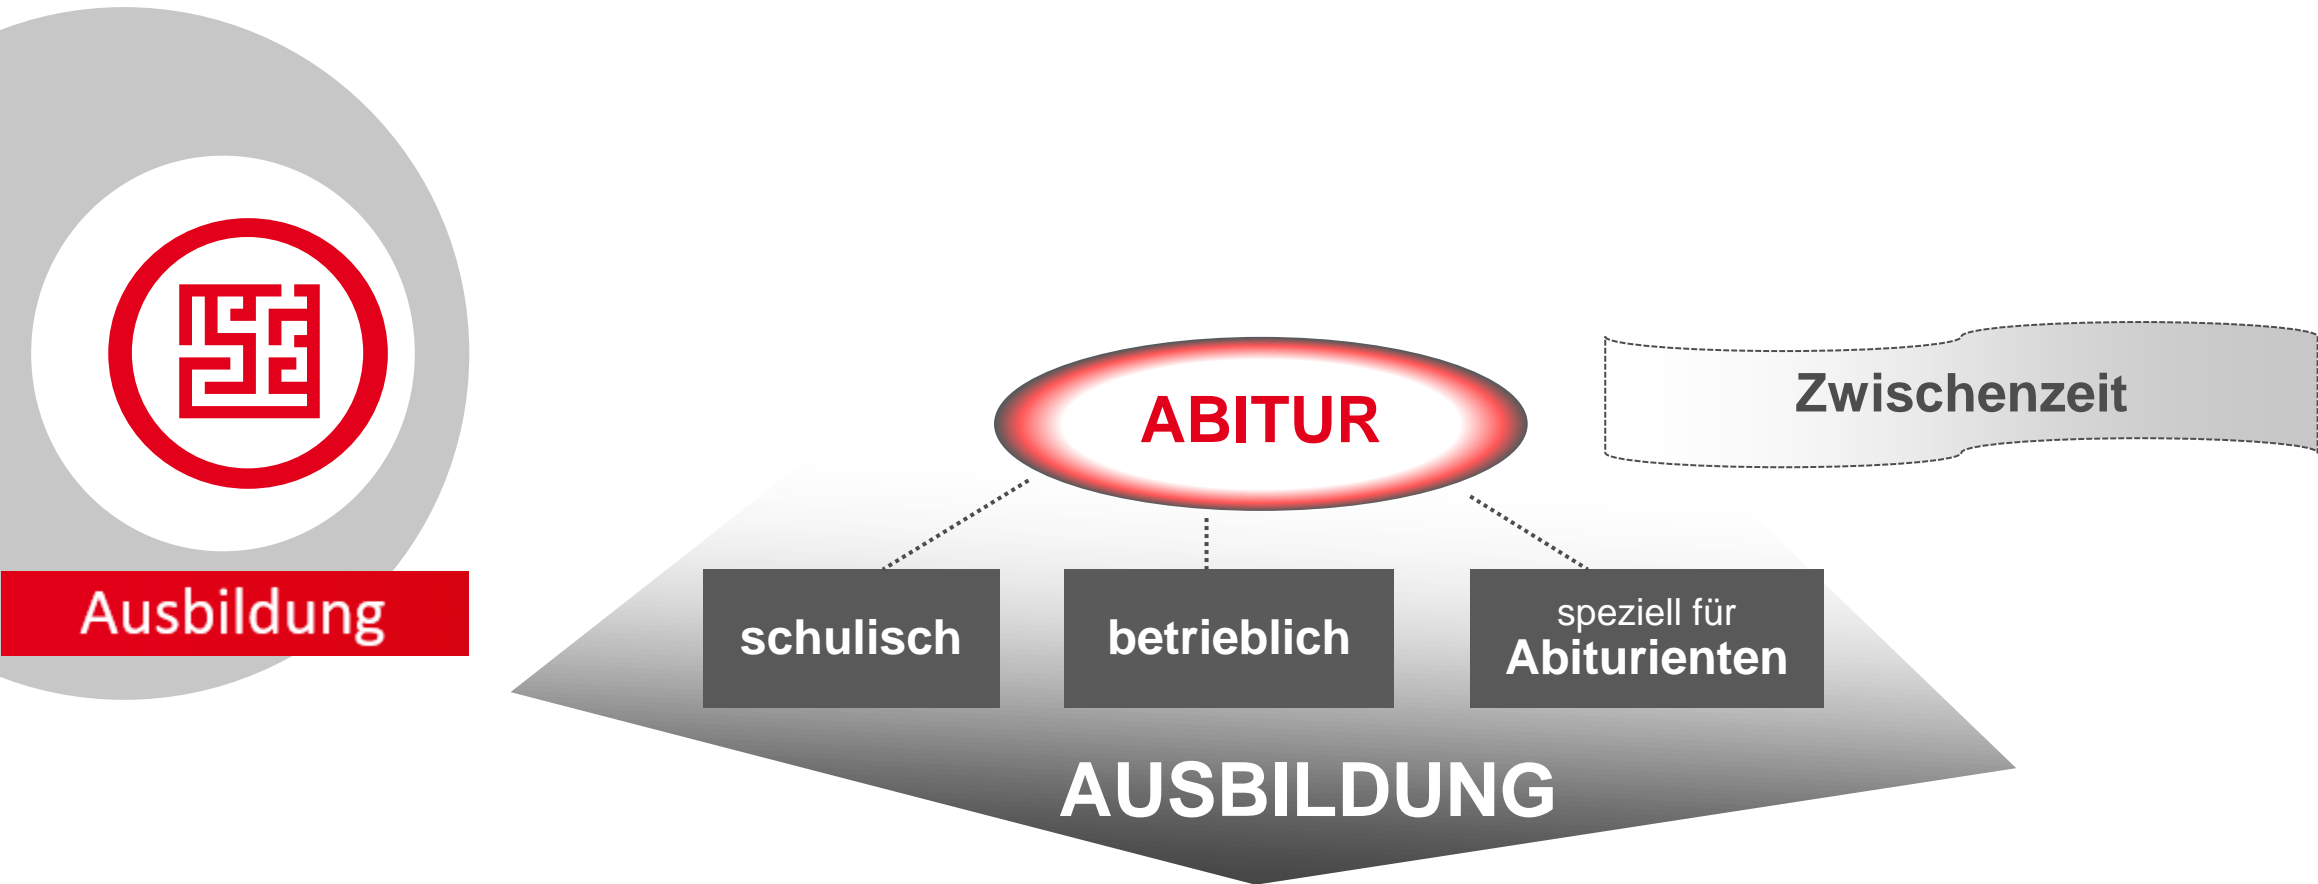 Ausbildung
ABITUR
Zwischenzeit
schulisch
betrieblich
speziell für
Abiturienten
AUSBILDUNG